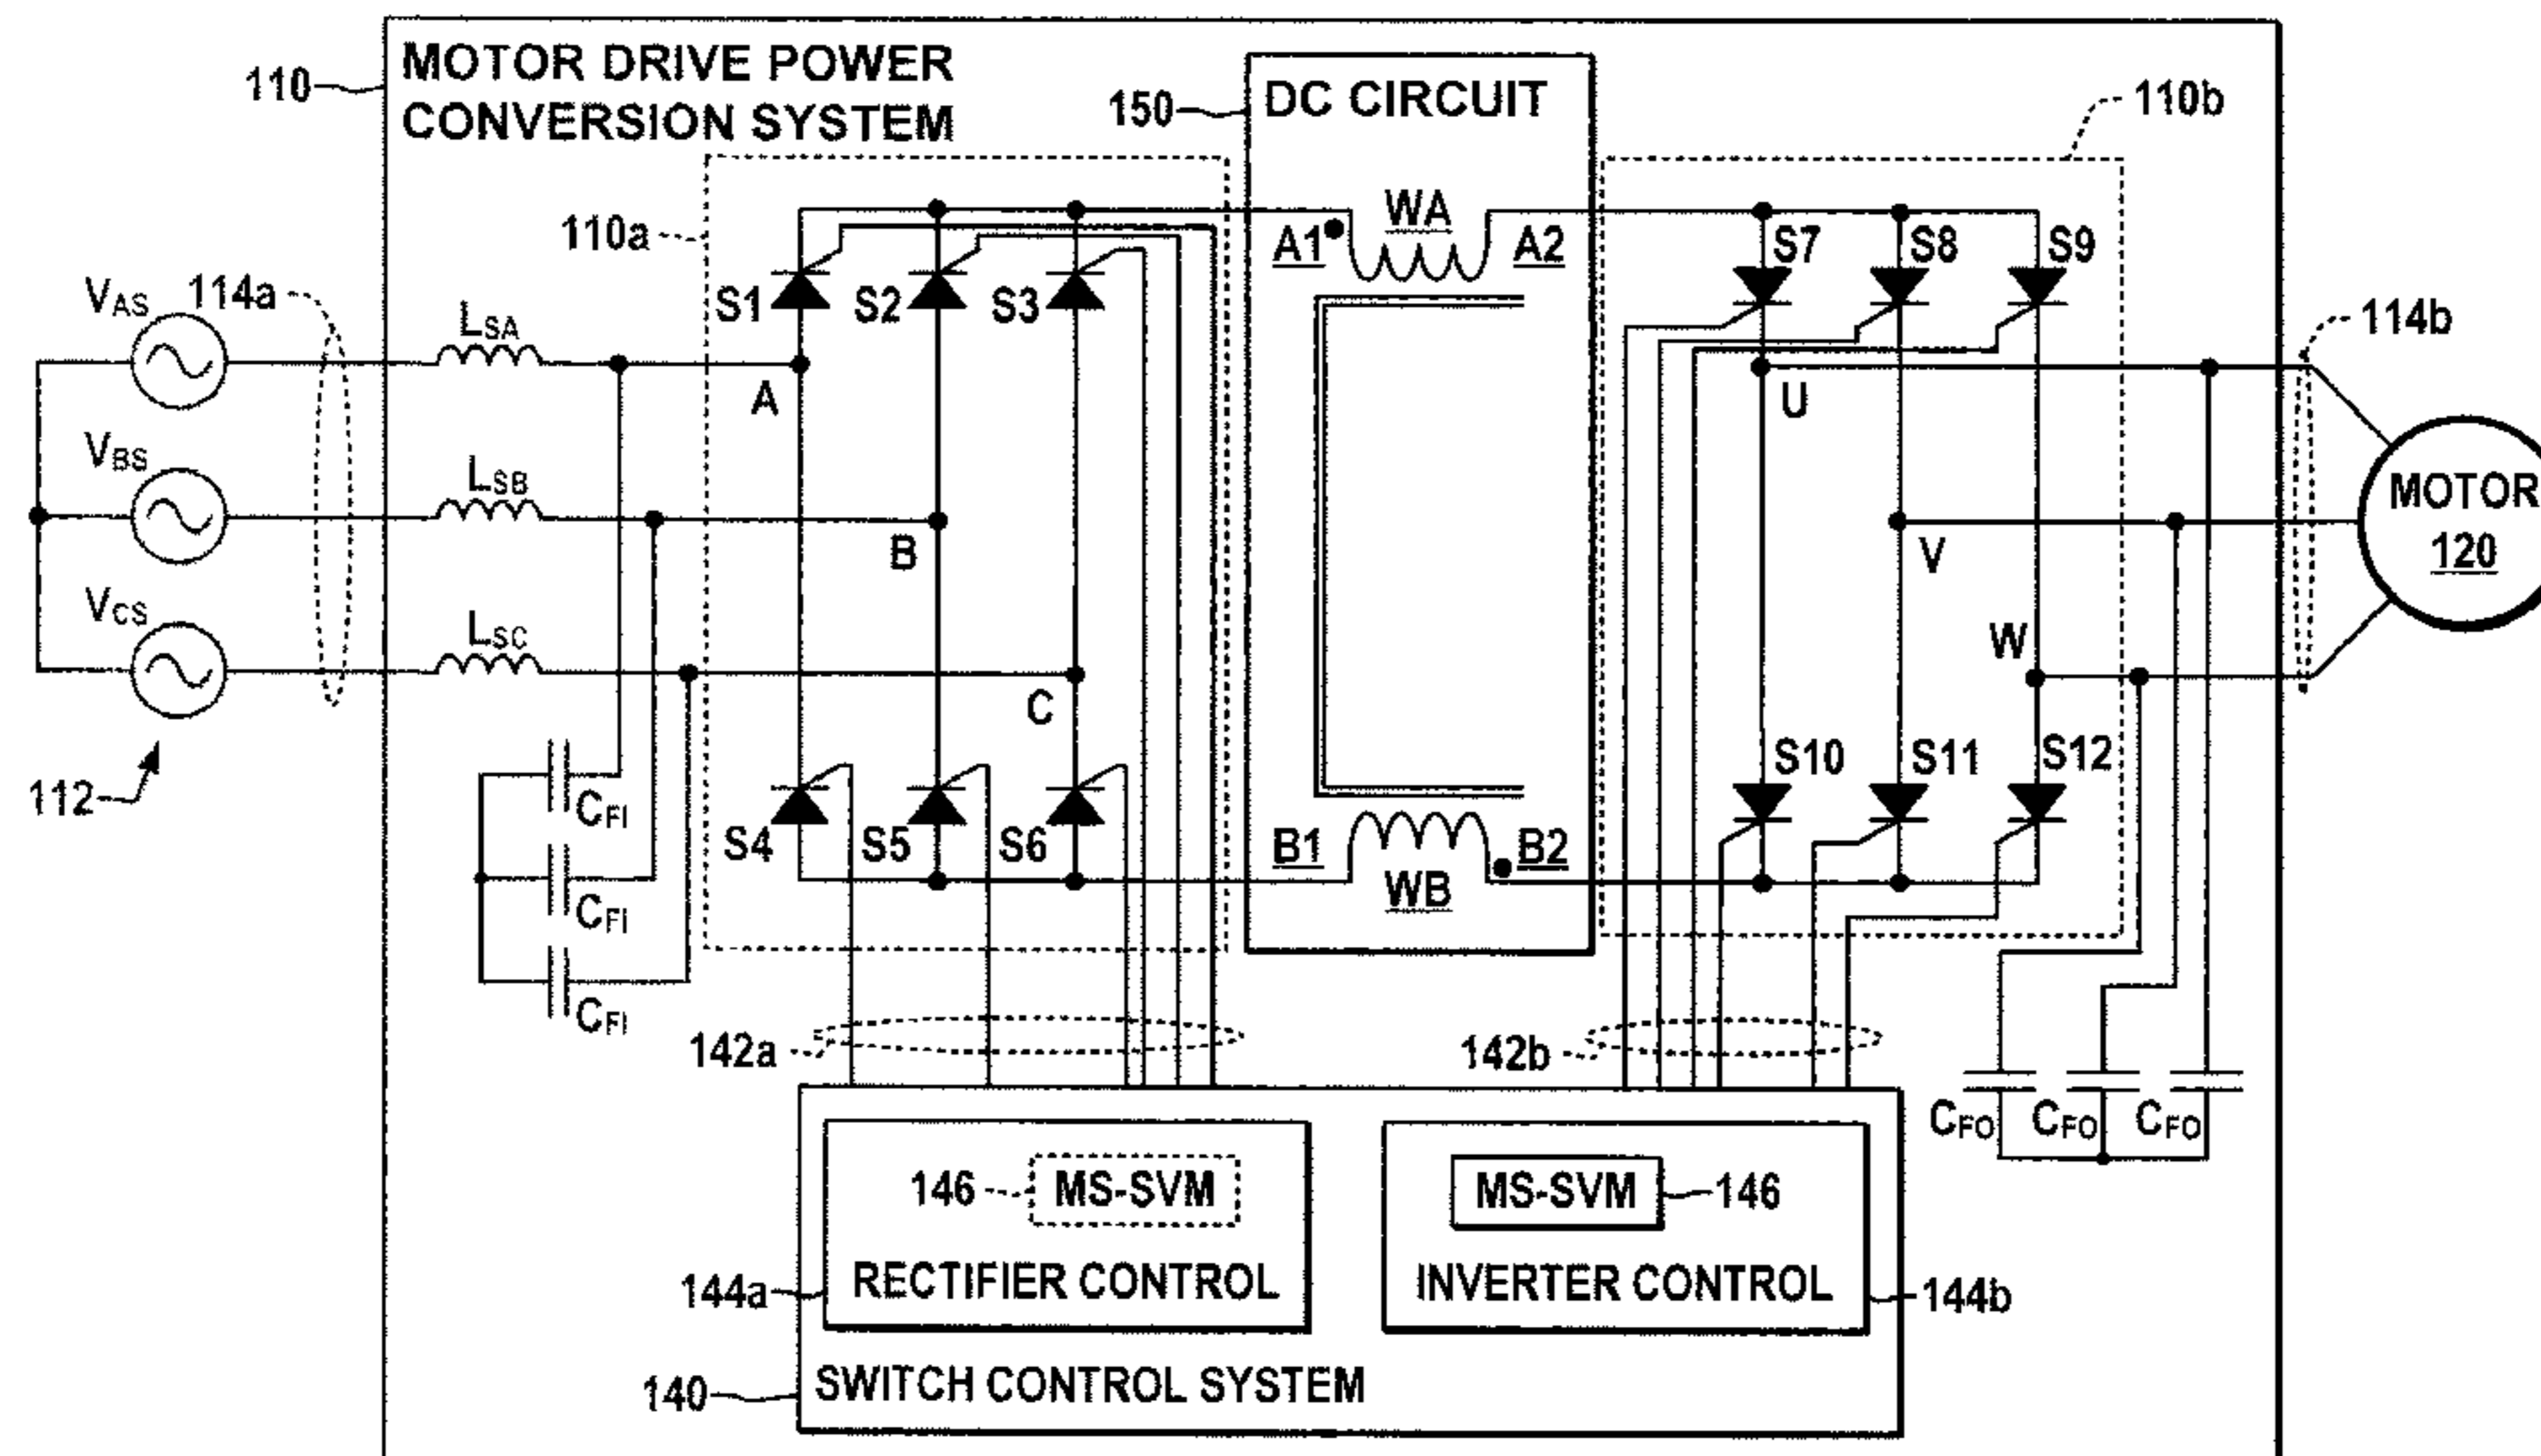 MOTOR DRIVE POWER
CONVERSION SYSTEM
110
150
DC CIRCUIT
110b
110a
WA
A1
A2
S7
S8
S9
S1
S2
S3
VAS
114a
LSA
114b
A
U
VBS
LSB
MOTOR
120
B
V
VCS
LSC
W
C
S10
S11
S12
112
CFI
CFI
CFI
S4
S5
S6
B1
B2
WB
142a
142b
CFO
CFO
CFO
146
MS-SVM
MS-SVM
146
144a
RECTIFIER CONTROL
INVERTER CONTROL
144b
140
SWITCH CONTROL SYSTEM